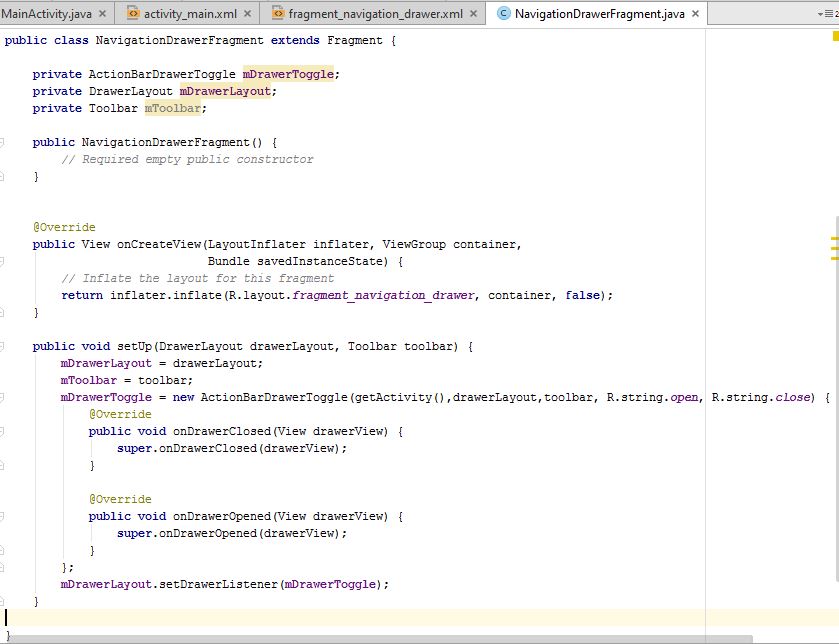 MainActivity.java × activity_main.xml × fragment_navigation_drawer.xml × NavigationDrawerFragment.java ×
public class NavigationDrawerFragment extends Fragment {
private ActionBarDrawerToggle mDrawerToggle;
private DrawerLayout mDrawerLayout;
private Toolbar mToolbar;
public NavigationDrawerFragment() {
// Required empty public constructor
}
@Override
public View onCreateView(LayoutInflater inflater, ViewGroup container,
Bundle savedInstanceState) {
// Inflate the layout for this fragment
return inflater.inflate(R.layout.fragment_navigation_drawer, container, false);
}
public void setUp(DrawerLayout drawerLayout, Toolbar toolbar) {
mDrawerLayout = drawerLayout;
mToolbar = toolbar;
mDrawerToggle = new ActionBarDrawerToggle(getActivity(),drawerLayout,toolbar, R.string.open, R.string.close) {
@Override
public void onDrawerClosed(View drawerView) {
super.onDrawerClosed(drawerView);
}
@Override
public void onDrawerOpened(View drawerView) {
super.onDrawerOpened(drawerView);
}
};
mDrawerLayout.setDrawerListener(mDrawerToggle);
}
}